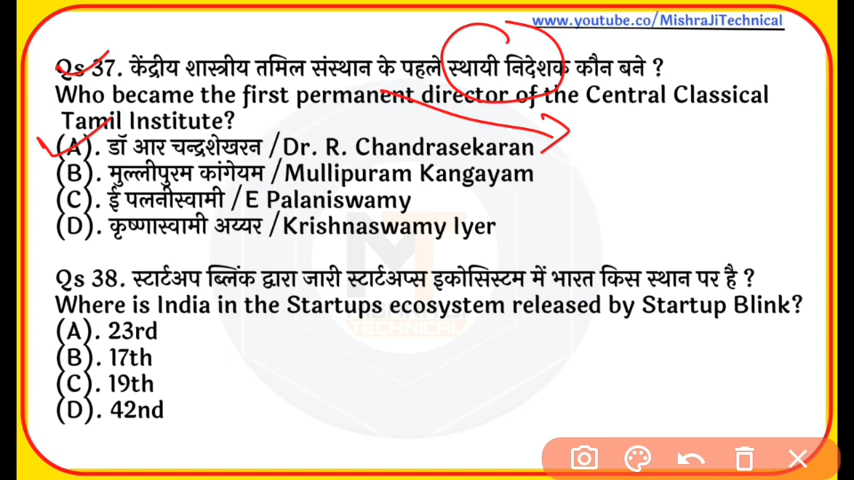 www.youtube.co/MishraJiTechnical
Qs 37. केंद्रीय शास्त्रीय तमिल संस्थान के पहले स्थायी निदेशक कौन बने ?
Who became the first permanent director of the Central Classical
Tamil Institute?
(A). डॉ आर चन्द्रशेखरन /Dr. R. Chandrasekaran
(B). मुल्लीपुरम कांगेयम /Mullipuram Kangayam
(C). ई पलनीस्वामी /E Palaniswamy
(D). कृष्णास्वामी अय्यर /Krishnaswamy Iyer
Qs 38. स्टार्टअप ब्लिंक द्वारा जारी स्टार्टअप्स इकोसिस्टम में भारत किस स्थान पर है ?
Where is India in the Startups ecosystem released by Startup Blink?
(A). 23rd
(B). 17th
(C). 19th
(D). 42nd